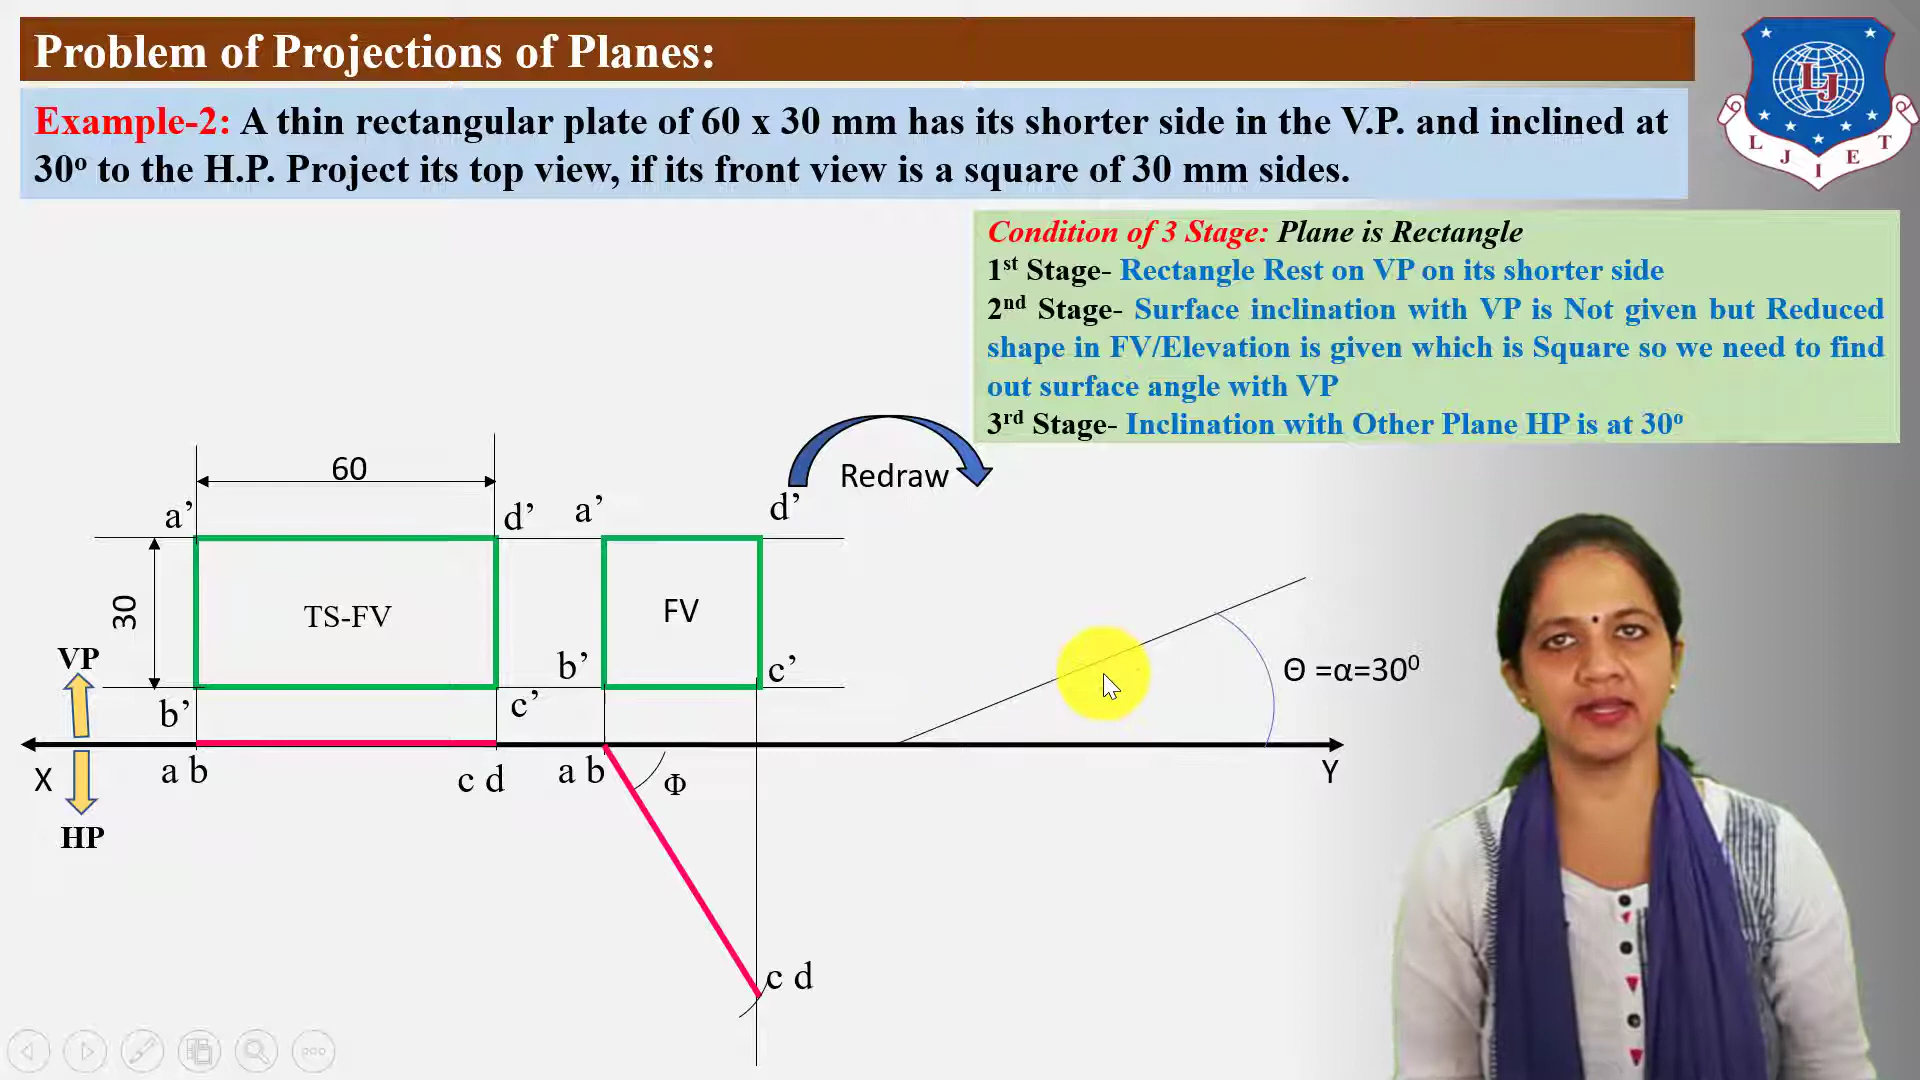 Problem of Projections of Planes:
Example-2: A thin rectangular plate of 60 x 30 mm has its shorter side in the V.P. and inclined at
30º to the H.P. Project its top view, if its front view is a square of 30 mm sides.
LJ
L J I E T
Condition of 3 Stage: Plane is Rectangle
1st Stage- Rectangle Rest on VP on its shorter side
2nd Stage- Surface inclination with VP is Not given but Reduced
shape in FV/Elevation is given which is Square so we need to find
out surface angle with VP
3rd Stage- Inclination with Other Plane HP is at 30º
60
Redraw
a' d' a' d'
30
TS-FV
FV
VP
b' c' b' c'
Θ =α=30⁰
X
a b c d a b
Φ
Y
HP
c d